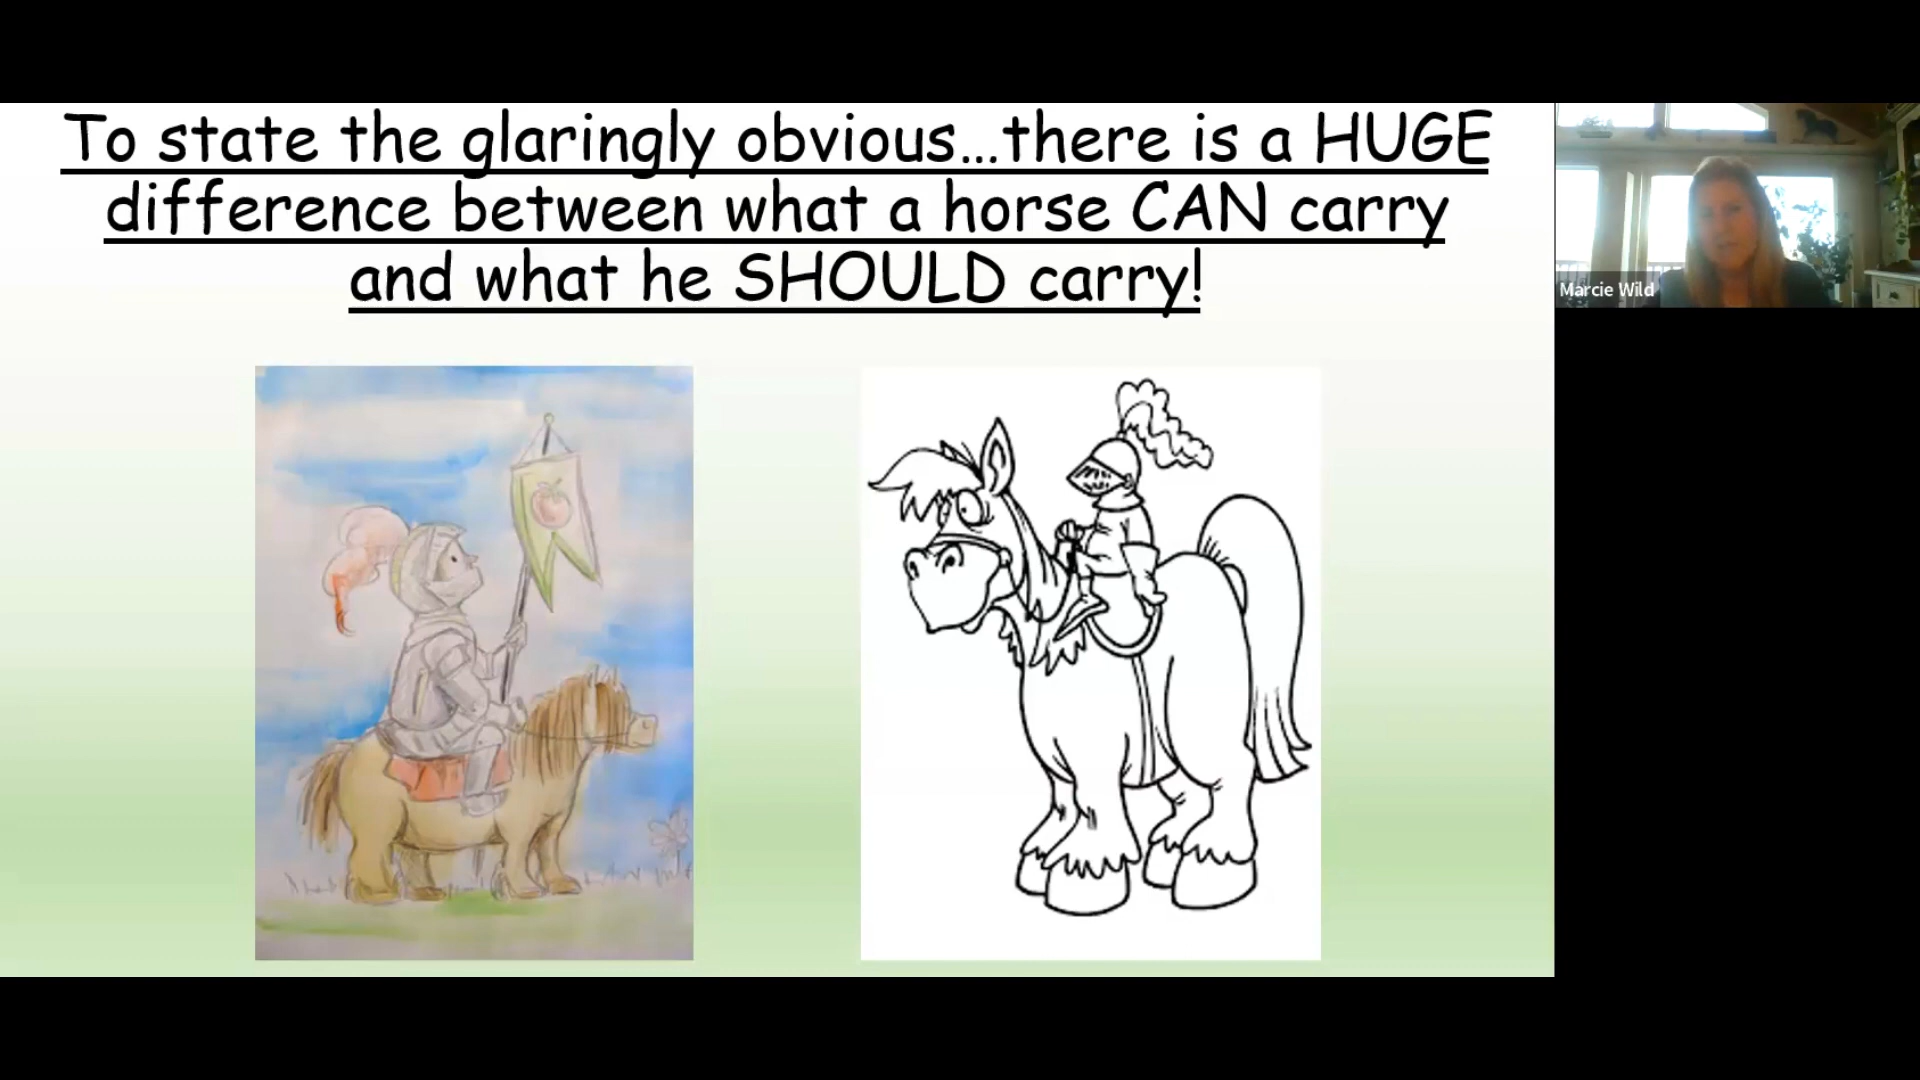 To state the glaringly obvious...there is a HUGE
difference between what a horse CAN carry
and what he SHOULD carry!
Marcie Wild